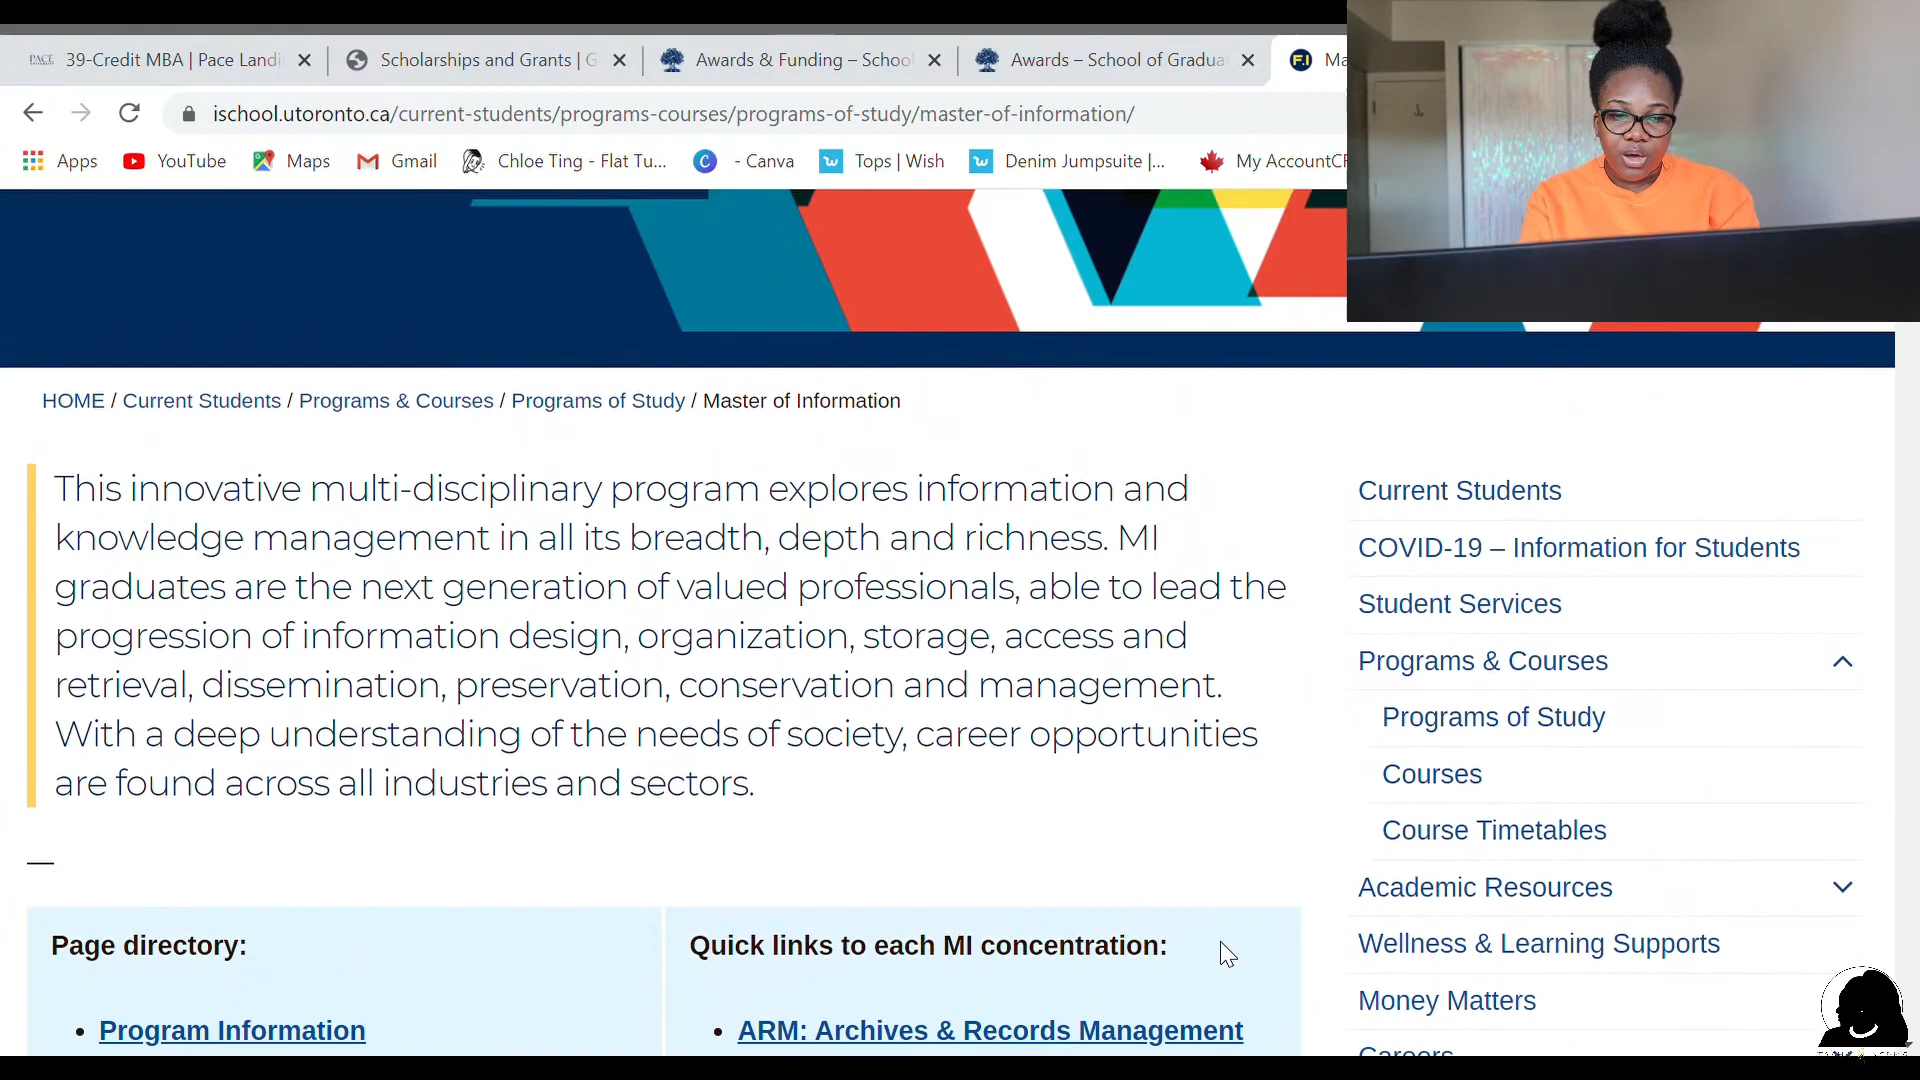 PACE 39-Credit MBA | Pace Landi Scholarships and Grants | G Awards & Funding – School Awards – School of Gradua F.I Ma
ischool.utoronto.ca/current-students/programs-courses/programs-of-study/master-of-information/
Apps YouTube Maps Gmail Chloe Ting - Flat Tu... C - Canva w Tops | Wish w Denim Jumpsuite |... My AccountCF
HOME / Current Students / Programs & Courses / Programs of Study / Master of Information
This innovative multi-disciplinary program explores information and
knowledge management in all its breadth, depth and richness. MI
graduates are the next generation of valued professionals, able to lead the
progression of information design, organization, storage, access and
retrieval, dissemination, preservation, conservation and management.
With a deep understanding of the needs of society, career opportunities
are found across all industries and sectors.
Page directory:
• Program Information
Quick links to each MI concentration:
• ARM: Archives & Records Management
Current Students
COVID-19 – Information for Students
Student Services
Programs & Courses
Programs of Study
Courses
Course Timetables
Academic Resources
Wellness & Learning Supports
Money Matters
Careers